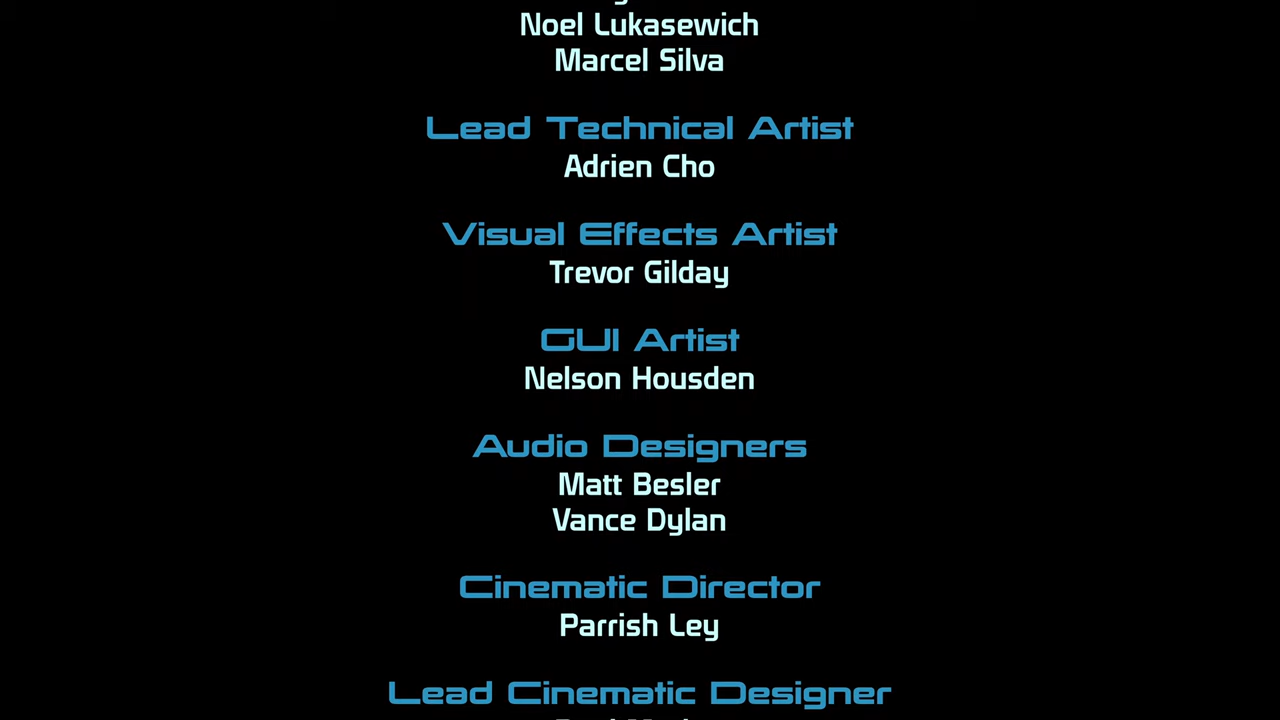 Noel Lukasewich
Marcel Silva
Lead Technical Artist
Adrien Cho
Visual Effects Artist
Trevor Gilday
GUI Artist
Nelson Housden
Audio Designers
Matt Besler
Vance Dylan
Cinematic Director
Parrish Ley
Lead Cinematic Designer